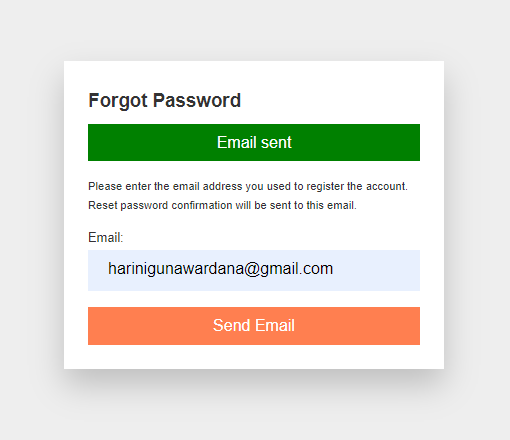 Forgot Password
Email sent
Please enter the email address you used to register the account.
Reset password confirmation will be sent to this email.
Email:
harinigunawardana@gmail.com
Send Email